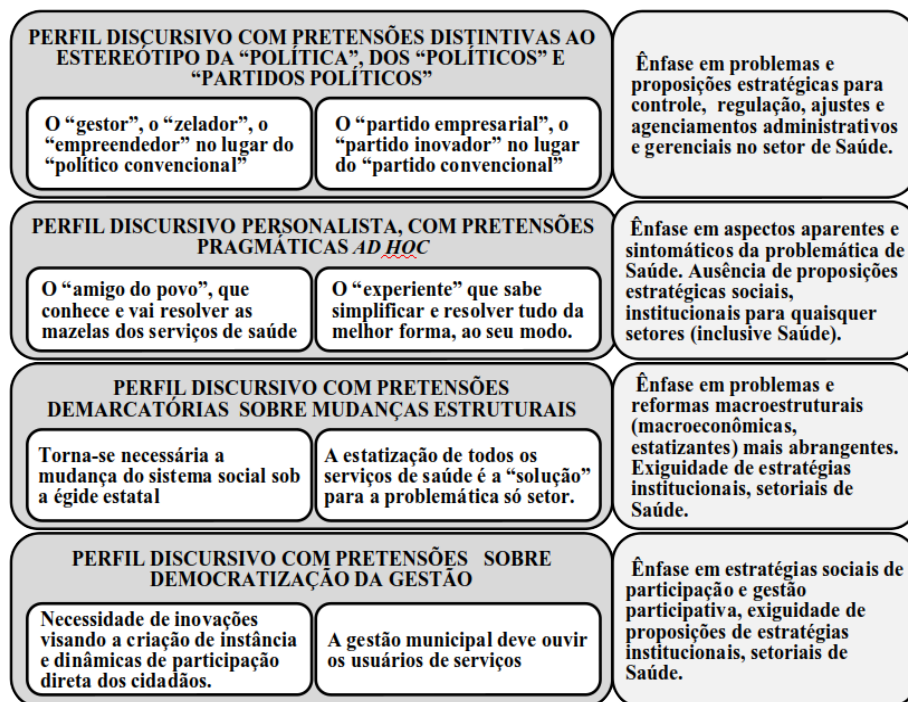 PERFIL DISCURSIVO COM PRETENSÕES DISTINTIVAS AO
ESTEREÓTIPO DA “POLÍTICA”, DOS “POLÍTICOS” E
“PARTIDOS POLÍTICOS”
O “gestor”, o “zelador”, o
“empreendedor” no lugar do
“político convencional”
O “partido empresarial”, o
“partido inovador” no lugar
do “partido convencional”
Ênfase em problemas e
proposições estratégicas para
controle, regulação, ajustes e
agenciamentos administrativos
e gerenciais no setor de Saúde.
PERFIL DISCURSIVO PERSONALISTA, COM PRETENSÕES
PRAGMÁTICAS AD HOC
O “amigo do povo”, que
conhece e vai resolver as
mazelas dos serviços de saúde
O “experiente” que sabe
simplificar e resolver tudo da
melhor forma, ao seu modo.
Ênfase em aspectos aparentes e
sintomáticos da problemática de
Saúde. Ausência de proposições
estratégicas sociais,
institucionais para quaisquer
setores (inclusive Saúde).
PERFIL DISCURSIVO COM PRETENSÕES
DEMARCATÓRIAS SOBRE MUDANÇAS ESTRUTURAIS
Torna-se necessária a
mudança do sistema social sob
a égide estatal
A estatização de todos os
serviços de saúde é a “solução”
para a problemática só setor.
Ênfase em problemas e
reformas macroestruturais
(macroeconômicas,
estatizantes) mais abrangentes.
Exiguidade de estratégias
institucionais, setoriais de
Saúde.
PERFIL DISCURSIVO COM PRETENSÕES SOBRE
DEMOCRATIZAÇÃO DA GESTÃO
Necessidade de inovações
visando a criação de instância
e dinâmicas de participação
direta dos cidadãos.
A gestão municipal deve ouvir
os usuários de serviços
Ênfase em estratégias sociais de
participação e gestão
participativa, exiguidade de
proposições de estratégias
institucionais, setoriais de
Saúde.